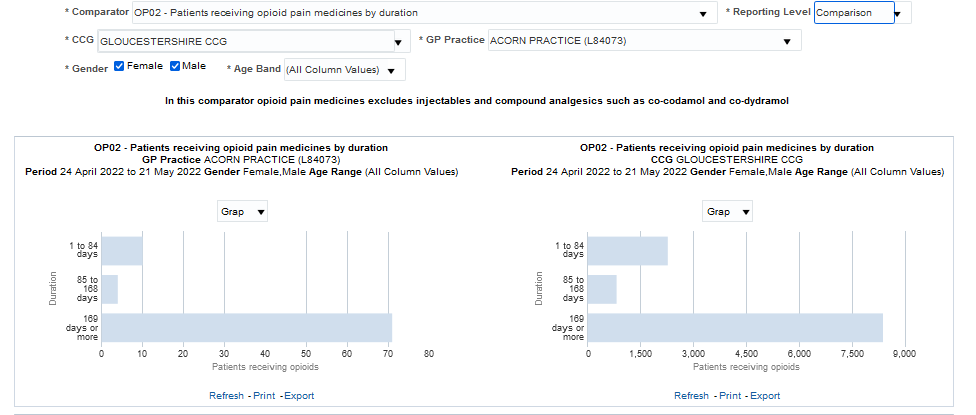 * Comparator OP02 - Patients receiving opioid pain medicines by duration * Reporting Level Comparison
* CCG GLOUCESTERSHIRE CCG * GP Practice ACORN PRACTICE (L84073)
* Gender Female Male * Age Band (All Column Values)
In this comparator opioid pain medicines excludes injectables and compound analgesics such as co-codamol and co-dydramol
OP02 - Patients receiving opioid pain medicines by duration
GP Practice ACORN PRACTICE (L84073)
Period 24 April 2022 to 21 May 2022 Gender Female,Male Age Range (All Column Values)
Grap
Duration
1 to 84
days
85 to
168
days
169
days or
more
0 10 20 30 40 50 60 70 80
Patients receiving opioids
Refresh - Print - Export
OP02 - Patients receiving opioid pain medicines by duration
CCG GLOUCESTERSHIRE CCG
Period 24 April 2022 to 21 May 2022 Gender Female,Male Age Range (All Column Values)
Grap
Duration
1 to 84
days
85 to
168
days
169
days or
more
0 1,500 3,000 4,500 6,000 7,500 9,000
Patients receiving opioids
Refresh - Print - Export